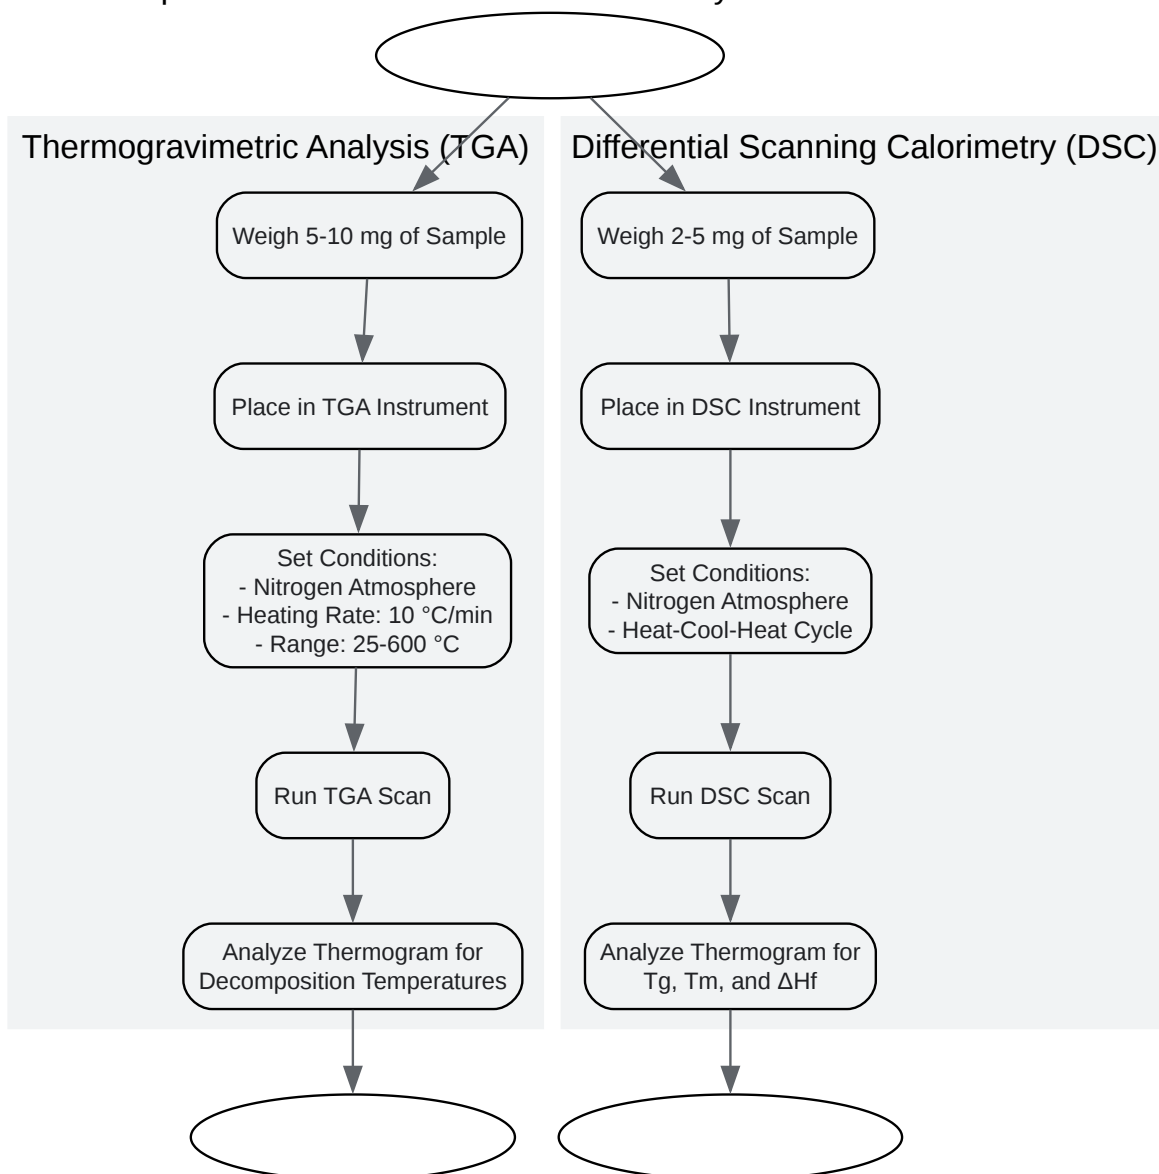 Thermogravimetric Analysis (TGA)
Weigh 5-10 mg of Sample
Place in TGA Instrument
Set Conditions:
- Nitrogen Atmosphere
- Heating Rate: 10 °C/min
- Range: 25-600 °C
Run TGA Scan
Analyze Thermogram for
Decomposition Temperatures
Differential Scanning Calorimetry (DSC)
Weigh 2-5 mg of Sample
Place in DSC Instrument
Set Conditions:
- Nitrogen Atmosphere
- Heat-Cool-Heat Cycle
Run DSC Scan
Analyze Thermogram for
Tg, Tm, and ΔHf